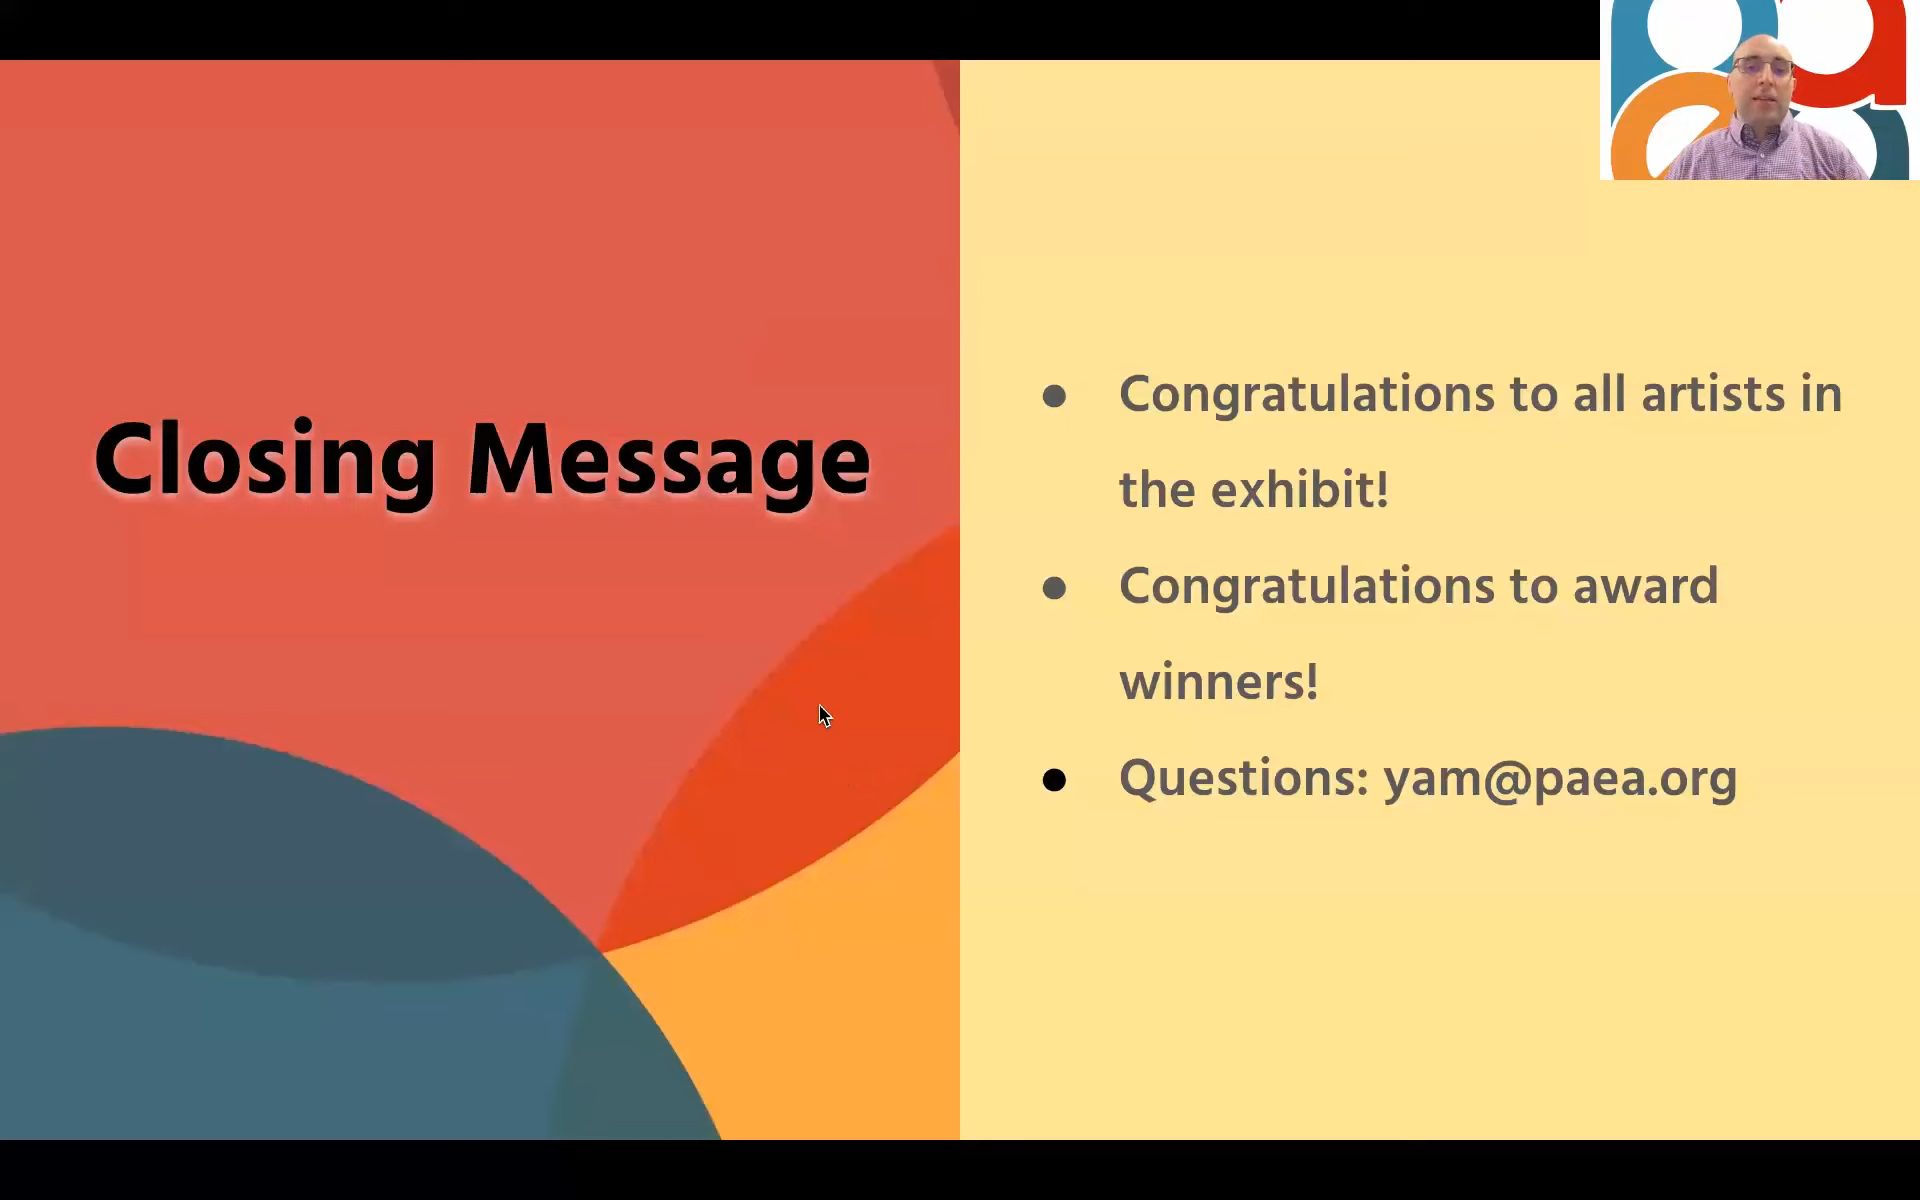 Closing Message
● Congratulations to all artists in
the exhibit!
● Congratulations to award
winners!
● Questions: yam@paea.org